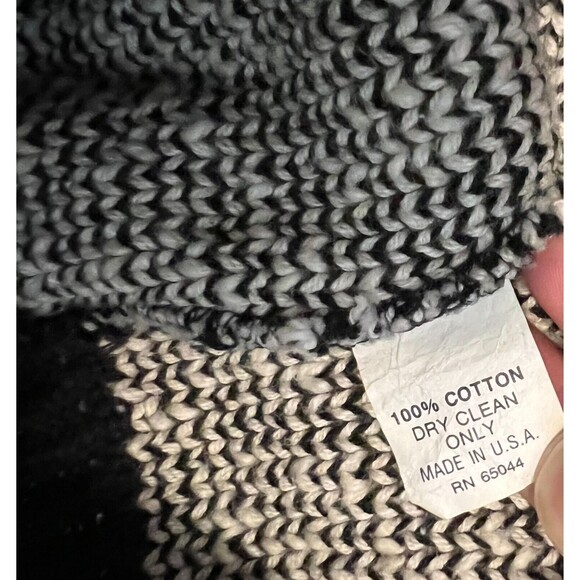 100% COTTON
DRY CLEAN
ONLY
MADE IN U.S.A.
RN 65044